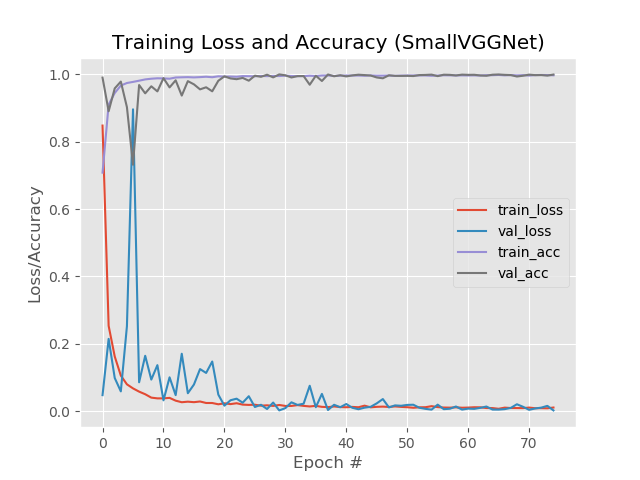 Training Loss and Accuracy (SmallVGGNet)
1.0
0.8
0.6
0.4
0.2
0.0
Loss/Accuracy
train_loss
val_loss
train_acc
val_acc
0 10 20 30 40 50 60 70
Epoch #